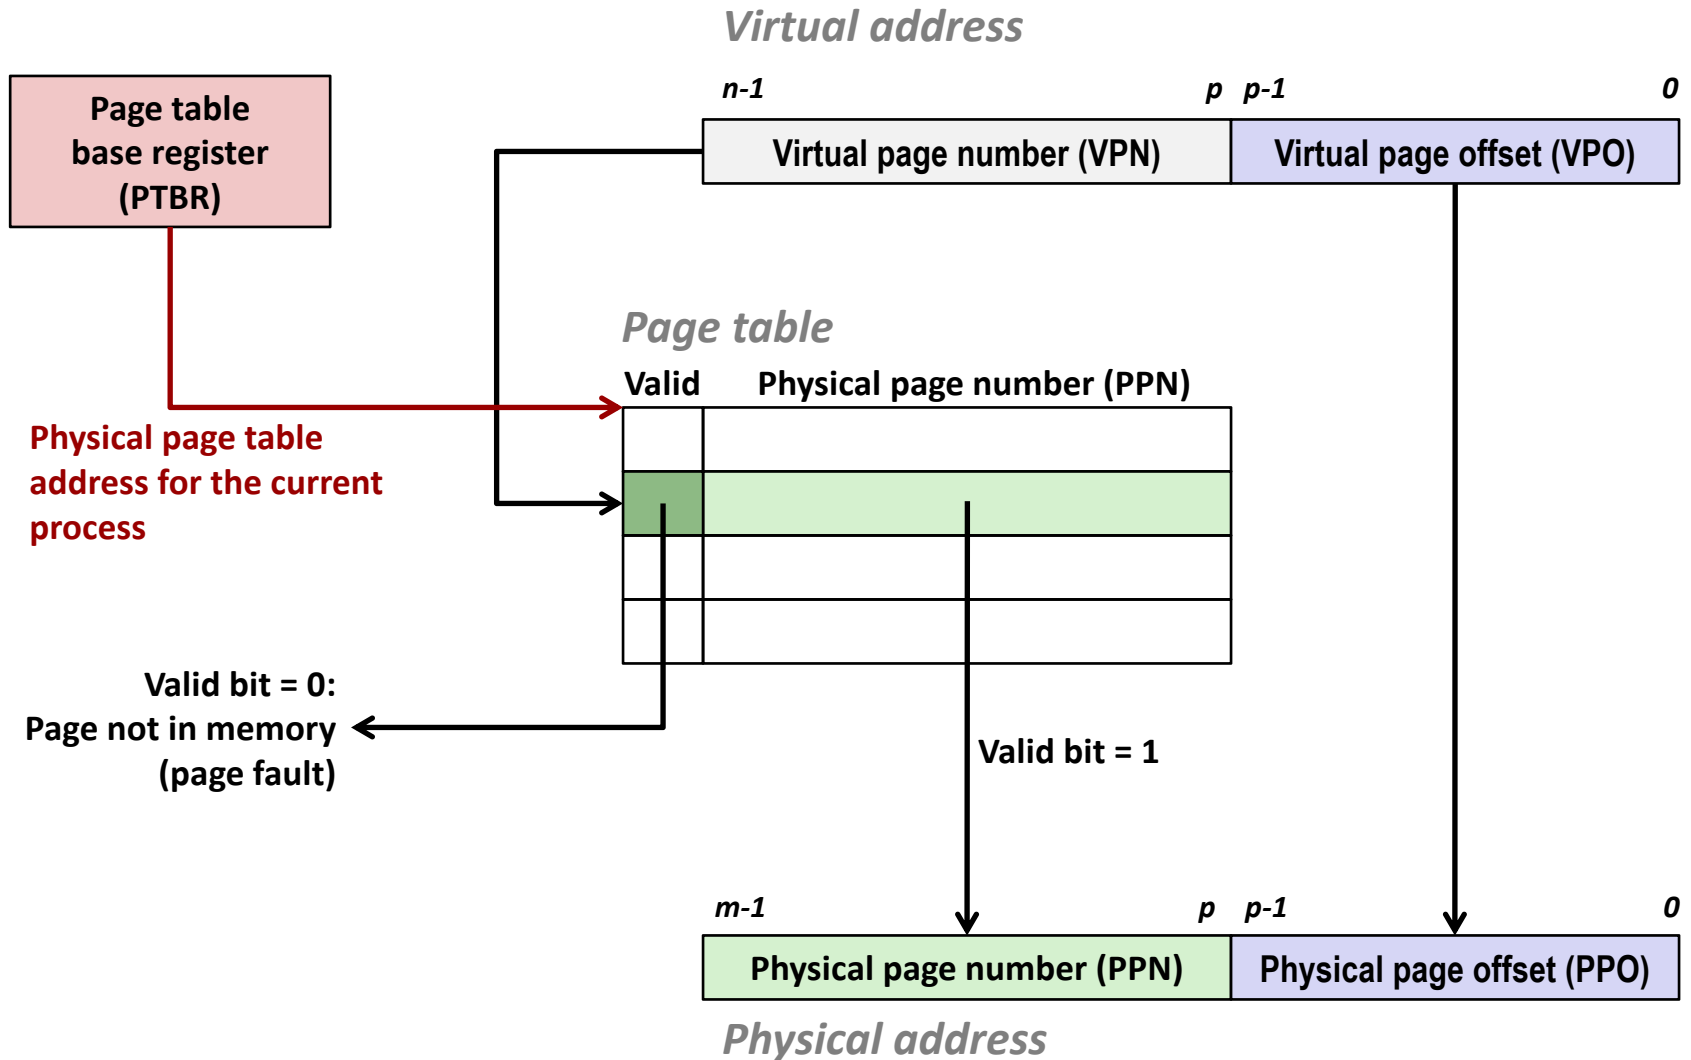 Virtual address
n-1 p p-1 0
Page table
base register
(PTBR)
Virtual page number (VPN) Virtual page offset (VPO)
Page table
Valid Physical page number (PPN)
Physical page table
address for the current
process
Valid bit = 0:
Page not in memory
(page fault)
Valid bit = 1
m-1 p p-1 0
Physical page number (PPN) Physical page offset (PPO)
Physical address